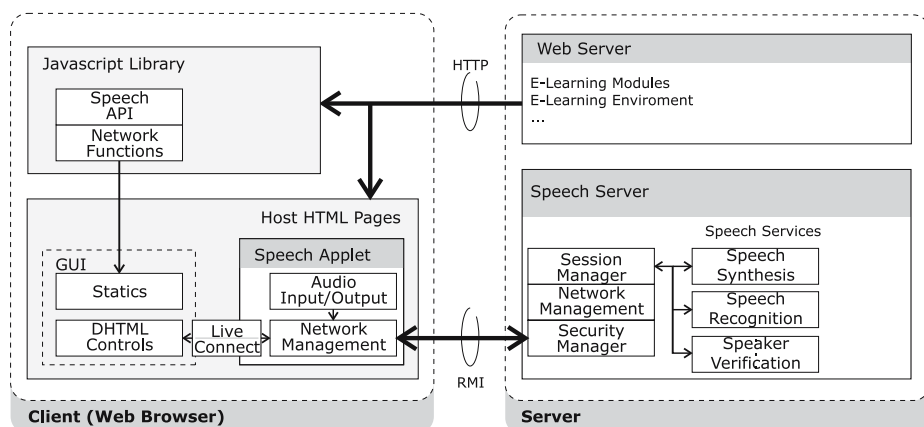 Javascript Library
Speech
API
Network
Functions
Host HTML Pages
GUI
Statics
DHTML
Controls
Live
Connect
Speech Applet
Audio
Input/Output
Network
Management
Client (Web Browser)
HTTP
RMI
Web Server
E-Learning Modules
E-Learning Enviroment
...
Speech Server
Speech Services
Session
Manager
Network
Management
Security
Manager
Speech
Synthesis
Speech
Recognition
Speaker
Verification
Server